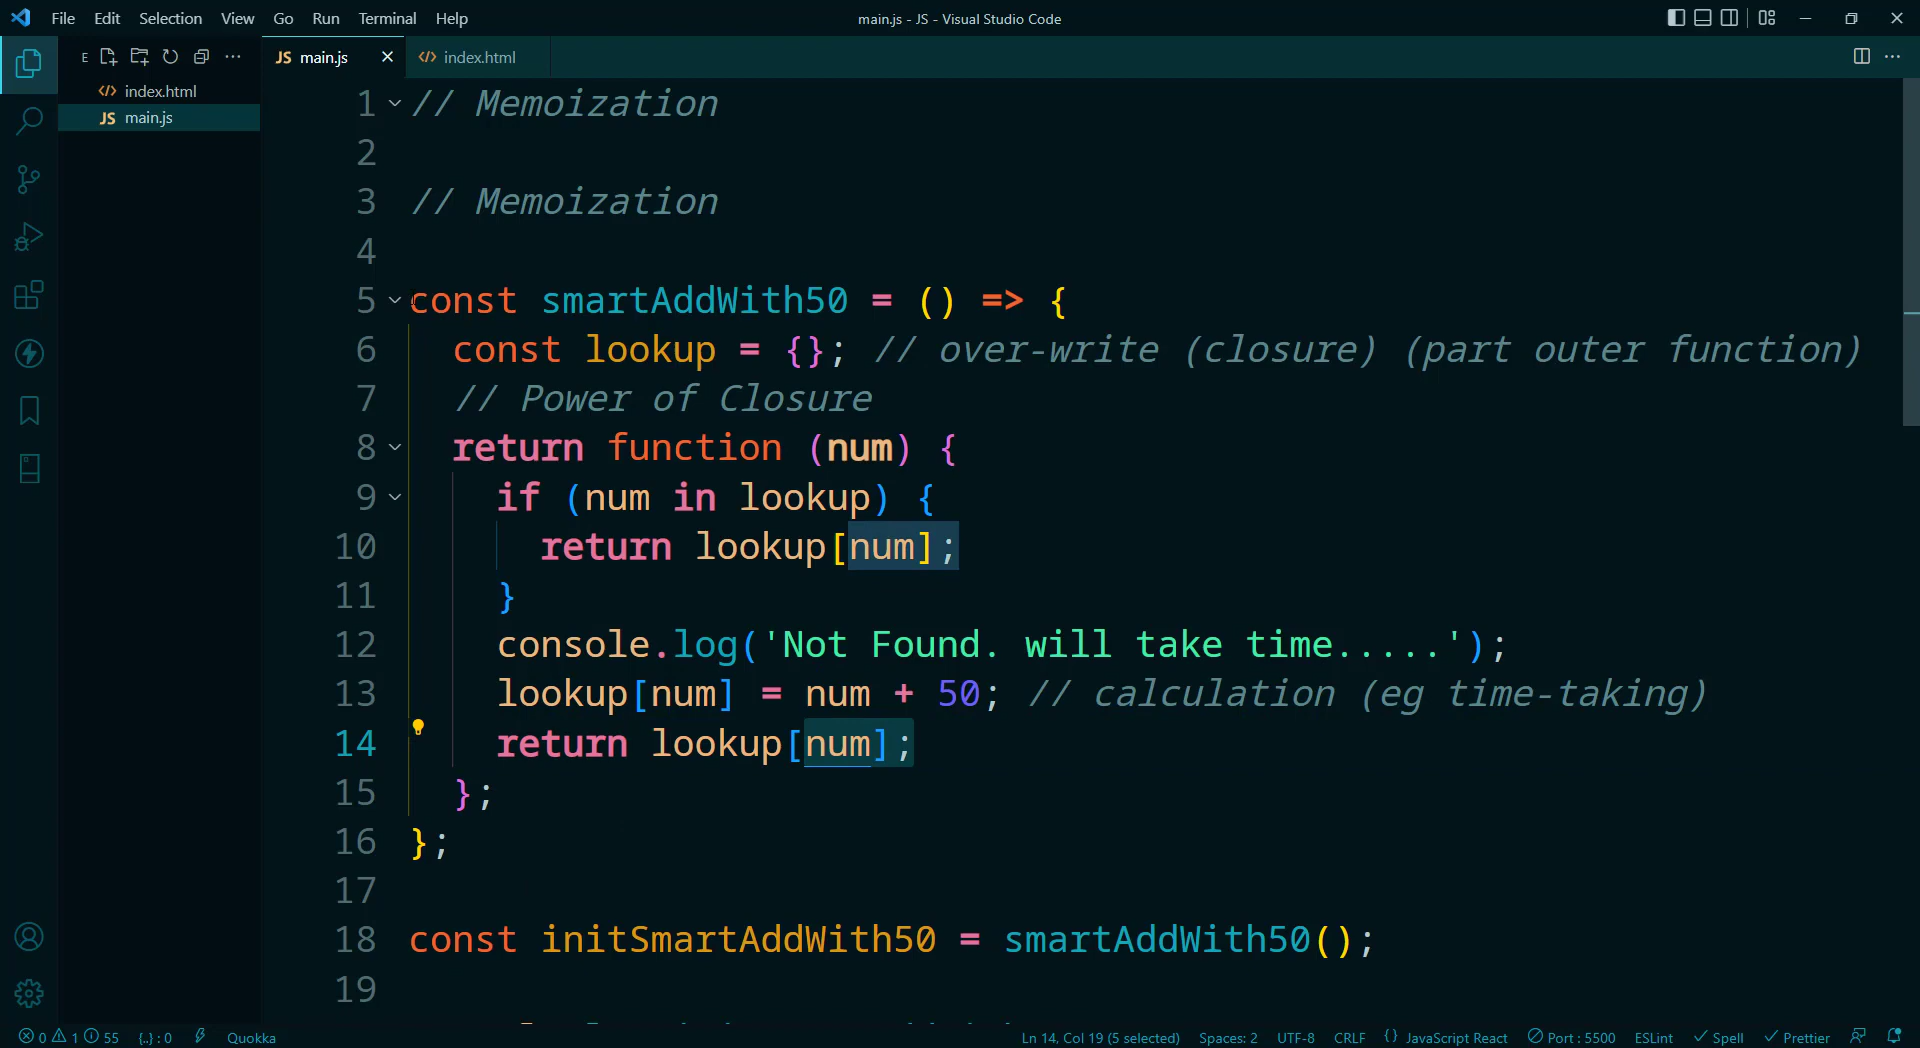 File Edit Selection View Go Run Terminal Help
main.js - JS - Visual Studio Code
E
JS main.js
index.html
index.html
JS main.js
1 // Memoization
2
3 // Memoization
4
5 const smartAddWith50 = () => {
6 const lookup = {}; // over-write (closure) (part outer function)
7 // Power of Closure
8 return function (num) {
9 if (num in lookup) {
10 return lookup[num];
11 }
12 console.log('Not Found. will take time.....');
13 lookup[num] = num + 50; // calculation (eg time-taking)
14 return lookup[num];
15 };
16 };
17
18 const initSmartAddWith50 = smartAddWith50();
19
0 1 55 {..} : 0 Quokka Ln 14, Col 19 (5 selected) Spaces: 2 UTF-8 CRLF {} JavaScript React Port : 5500 ESLint Spell Prettier